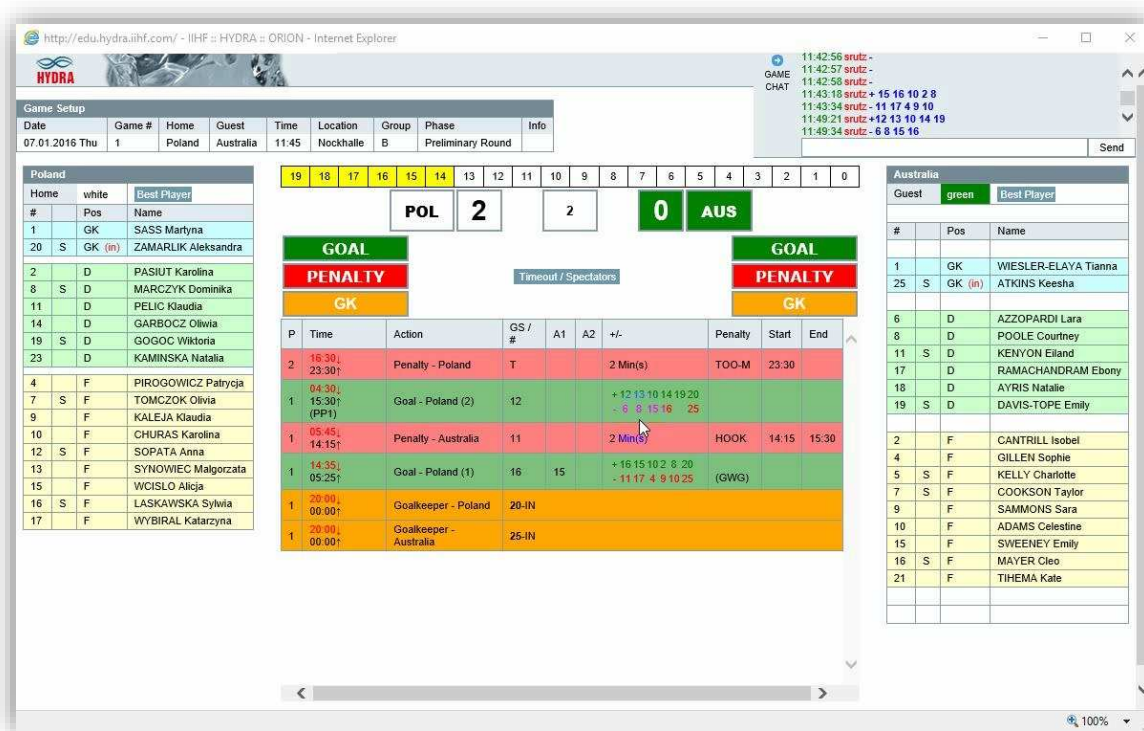 http://edu.hydra.iihf.com/ - IIHF :: HYDRA :: ORION - Internet Explorer
HYDRA
GAME CHAT
11:42:56 srutz -
11:42:57 srutz -
11:42:58 srutz -
11:43:18 srutz + 15 16 10 2 8
11:43:34 srutz - 11 17 4 9 10
11:49:21 srutz +12 13 10 14 19
11:49:34 srutz - 6 8 15 16
Send
Game Setup
Date Game # Home Guest Time Location Group Phase Info
07.01.2016 Thu 1 Poland Australia 11:45 Nockhalle B Preliminary Round
Poland
Home white Best Player
# Pos Name
1 GK SASS Martyna
20 S GK (in) ZAMARLIK Aleksandra
2 D PASIUT Karolina
8 S D MARCZYK Dominika
11 D PELIC Klaudia
14 D GARBOCZ Oliwia
19 S D GOGOC Wiktoria
23 D KAMINSKA Natalia
4 F PIROGOWICZ Patrycja
7 S F TOMCZOK Olivia
9 F KALEJA Klaudia
10 F CHURAS Karolina
12 S F SOPATA Anna
13 F SYNOWIEC Malgorzata
15 F WCISLO Alicja
16 S F LASKAWSKA Sylwia
17 F WYBIRAL Katarzyna
19 18 17 16 15 14 13 12 11 10 9 8 7 6 5 4 3 2 1 0
POL 2 2 0 AUS
GOAL GOAL
PENALTY Timeout / Spectators PENALTY
GK GK
P Time Action GS / # A1 A2 +/- Penalty Start End
2 16:30↓ 23:30↑ Penalty - Poland T 2 Min(s) TOO-M 23:30
1 04:30↓ 15:30↑ (PP1) Goal - Poland (2) 12 + 12 13 10 14 19 20 - 6 8 15 16 25
1 05:45↓ 14:15↑ Penalty - Australia 11 2 Min(s) HOOK 14:15 15:30
1 14:35↓ 05:25↑ Goal - Poland (1) 16 15 + 16 15 10 2 8 20 - 11 17 4 9 10 25 (GWG)
1 20:00↓ 00:00↑ Goalkeeper - Poland 20-IN
1 20:00↓ 00:00↑ Goalkeeper - Australia 25-IN
Australia
Guest green Best Player
# Pos Name
1 GK WIESLER-ELAYA Tianna
25 S GK (in) ATKINS Keesha
6 D AZZOPARDI Lara
8 D POOLE Courtney
11 S D KENYON Eiland
17 D RAMACHANDRAM Ebony
18 D AYRIS Natalie
19 S D DAVIS-TOPE Emily
2 F CANTRILL Isobel
4 F GILLEN Sophie
5 S F KELLY Charlotte
7 S F COOKSON Taylor
9 F SAMMONS Sara
10 F ADAMS Celestine
15 F SWEENEY Emily
16 S F MAYER Cleo
21 F TIHEMA Kate
100%